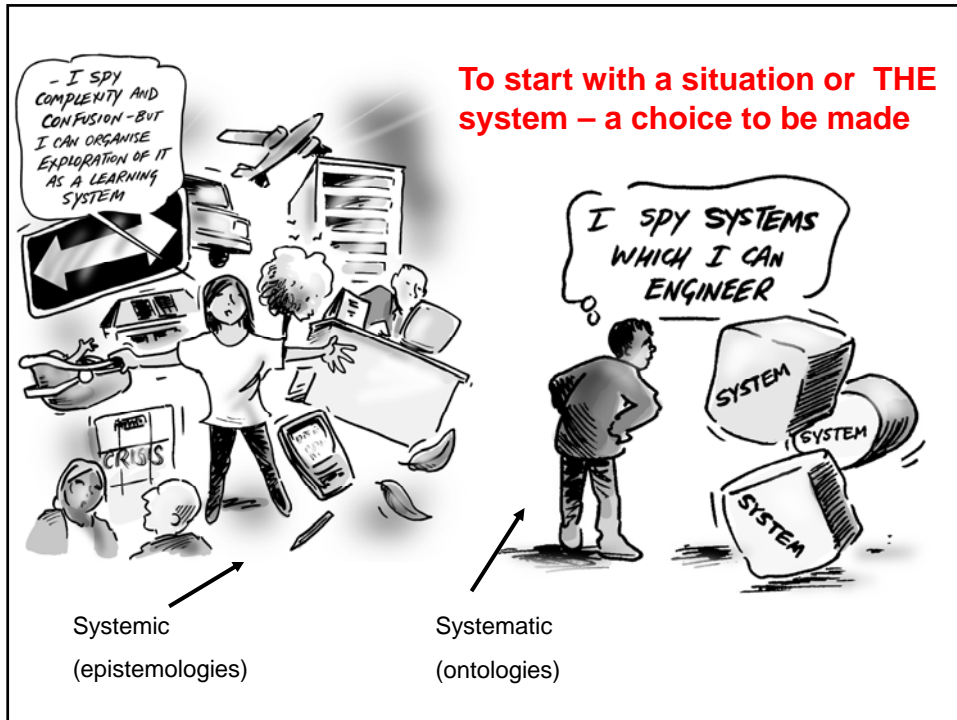 To start with a situation or THE
system – a choice to be made
– I SPY
COMPLEXITY AND
CONFUSION – BUT
I CAN ORGANISE
EXPLORATION OF IT
AS A LEARNING
SYSTEM
CRISIS
I SPY SYSTEMS
WHICH I CAN
ENGINEER
SYSTEM
SYSTEM
SYSTEM
Systemic
(epistemologies)
Systematic
(ontologies)